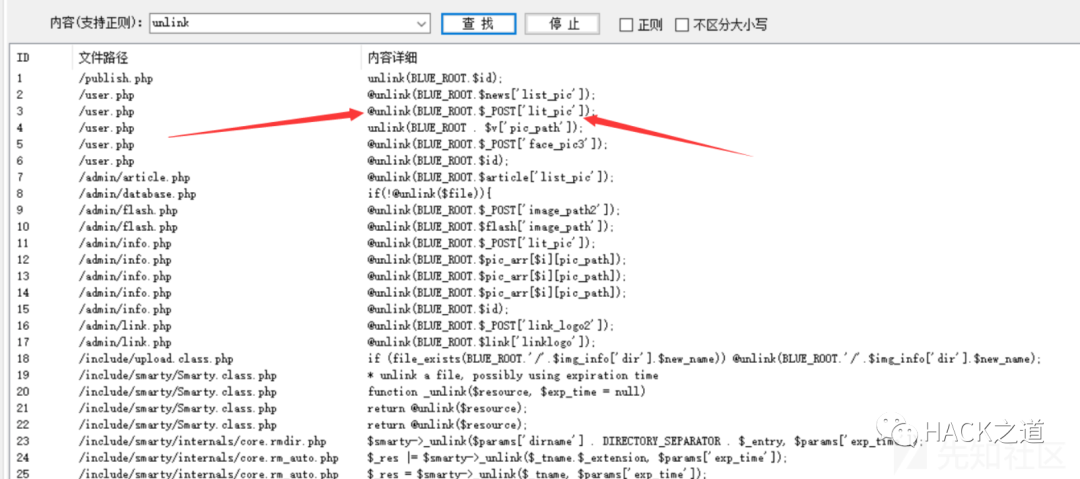 内容(支持正则): unlink 查 找 停 止 正则 不区分大小写
ID 文件路径 内容详细
1 /publish.php unlink(BLUE_ROOT.$id);
2 /user.php @unlink(BLUE_ROOT.$news['list_pic']);
3 /user.php @unlink(BLUE_ROOT.$_POST['lit_pic']);
4 /user.php unlink(BLUE_ROOT . $v['pic_path']);
5 /user.php @unlink(BLUE_ROOT.$_POST['face_pic3']);
6 /user.php @unlink(BLUE_ROOT.$id);
7 /admin/article.php @unlink(BLUE_ROOT.$article['list_pic']);
8 /admin/database.php if(!@unlink($file)){
9 /admin/flash.php @unlink(BLUE_ROOT.$_POST['image_path2']);
10 /admin/flash.php @unlink(BLUE_ROOT.$flash['image_path']);
11 /admin/info.php @unlink(BLUE_ROOT.$_POST['lit_pic']);
12 /admin/info.php @unlink(BLUE_ROOT.$pic_arr[$i][pic_path]);
13 /admin/info.php @unlink(BLUE_ROOT.$pic_arr[$i][pic_path]);
14 /admin/info.php @unlink(BLUE_ROOT.$pic_arr[$i][pic_path]);
15 /admin/info.php @unlink(BLUE_ROOT.$id);
16 /admin/link.php @unlink(BLUE_ROOT.$_POST['link_logo2']);
17 /admin/link.php @unlink(BLUE_ROOT.$link['linklogo']);
18 /include/upload.class.php if (file_exists(BLUE_ROOT.'/'.$img_info['dir'].$new_name)) @unlink(BLUE_ROOT.'/'.$img_info['dir'].$new_name);
19 /include/smarty/Smarty.class.php * unlink a file, possibly using expiration time
20 /include/smarty/Smarty.class.php function _unlink($resource, $exp_time = null)
21 /include/smarty/Smarty.class.php return @unlink($resource);
22 /include/smarty/Smarty.class.php return @unlink($resource);
23 /include/smarty/internals/core.rmdir.php $smarty->_unlink($params['dirname'] . DIRECTORY_SEPARATOR . $_entry, $params['exp_time']);
24 /include/smarty/internals/core.rm_auto.php $_res |= $smarty->_unlink($_tname.$_extension, $params['exp_time']);
25 /include/smarty/internals/core.rm_auto.php $_res = $smarty->_unlink($_tname, $params['exp_time']);
HACK之道
先知社区